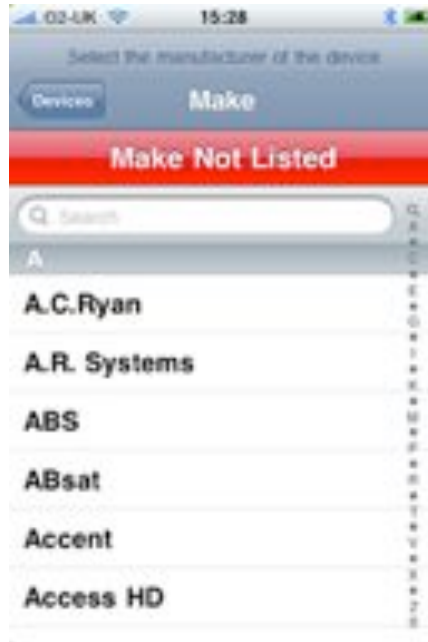 O2-UK 15:28
Select the manufacturer of the device
Devices Make
Make Not Listed
Search
A
A.C.Ryan
A.R. Systems
ABS
ABsat
Accent
Access HD